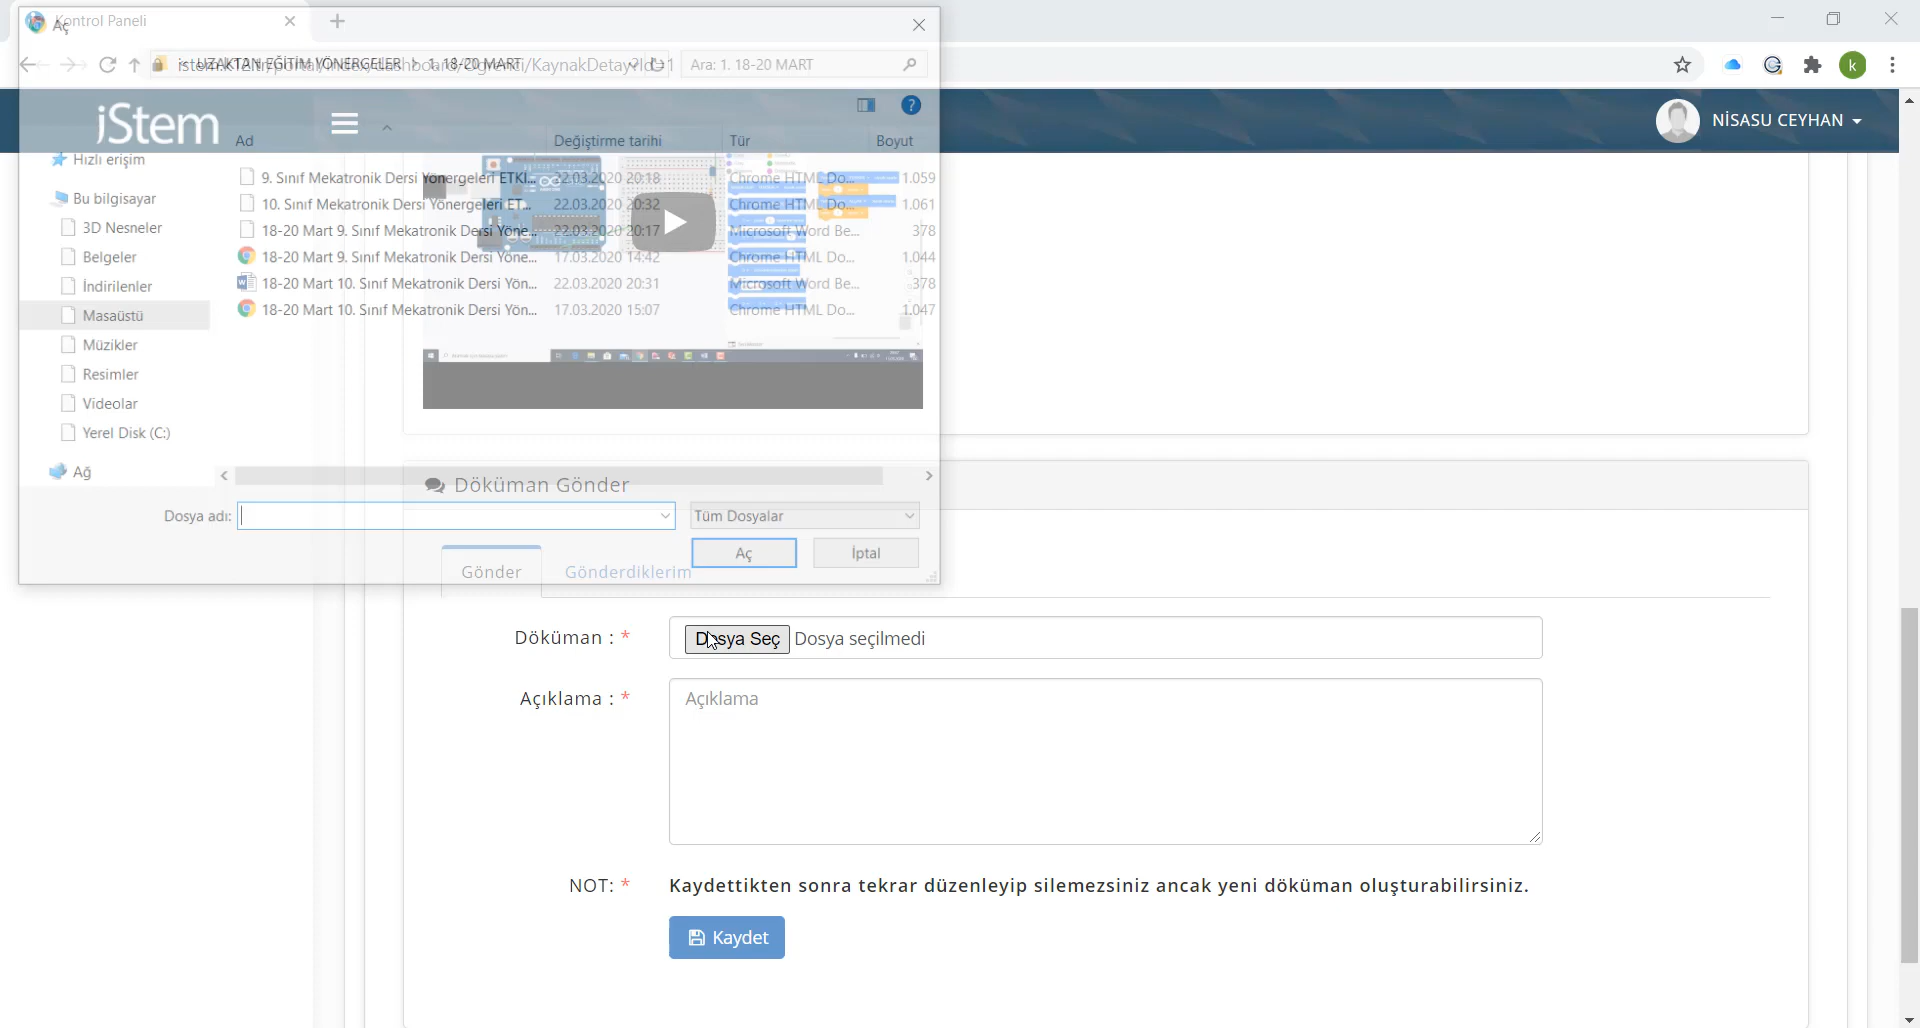 Kontrol Paneli
Aç
UZAKTAN EĞİTİM YÖNERGELER > 1. 18-20 MART
Ara: 1. 18-20 MART
k
jStem
NİSASU CEYHAN
Ad Değiştirme tarihi Tür Boyut
Hızlı erişim
9. Sınıf Mekatronik Dersi Yönergeleri ETKİ... 22.03.2020 20:18 Chrome HTML Do... 1.059
Bu bilgisayar
10. Sınıf Mekatronik Dersi Yönergeleri ET... 22.03.2020 20:32 Chrome HTML Do... 1.061
3D Nesneler
18-20 Mart 9. Sınıf Mekatronik Dersi Yöne... 22.03.2020 20:17 Microsoft Word Be... 378
Belgeler
18-20 Mart 9. Sınıf Mekatronik Dersi Yöne... 17.03.2020 14:42 Chrome HTML Do... 1.044
İndirilenler
18-20 Mart 10. Sınıf Mekatronik Dersi Yön... 22.03.2020 20:31 Microsoft Word Be... 378
Masaüstü
18-20 Mart 10. Sınıf Mekatronik Dersi Yön... 17.03.2020 15:07 Chrome HTML Do... 1.047
Müzikler
Resimler
Videolar
Yerel Disk (C:)
Ağ
Döküman Gönder
Dosya adı: Tüm Dosyalar
Aç İptal
Gönder Gönderdiklerim
Döküman : * Dosya Seç Dosya seçilmedi
Açıklama : * Açıklama
NOT: * Kaydettikten sonra tekrar düzenleyip silemezsiniz ancak yeni döküman oluşturabilirsiniz.
Kaydet